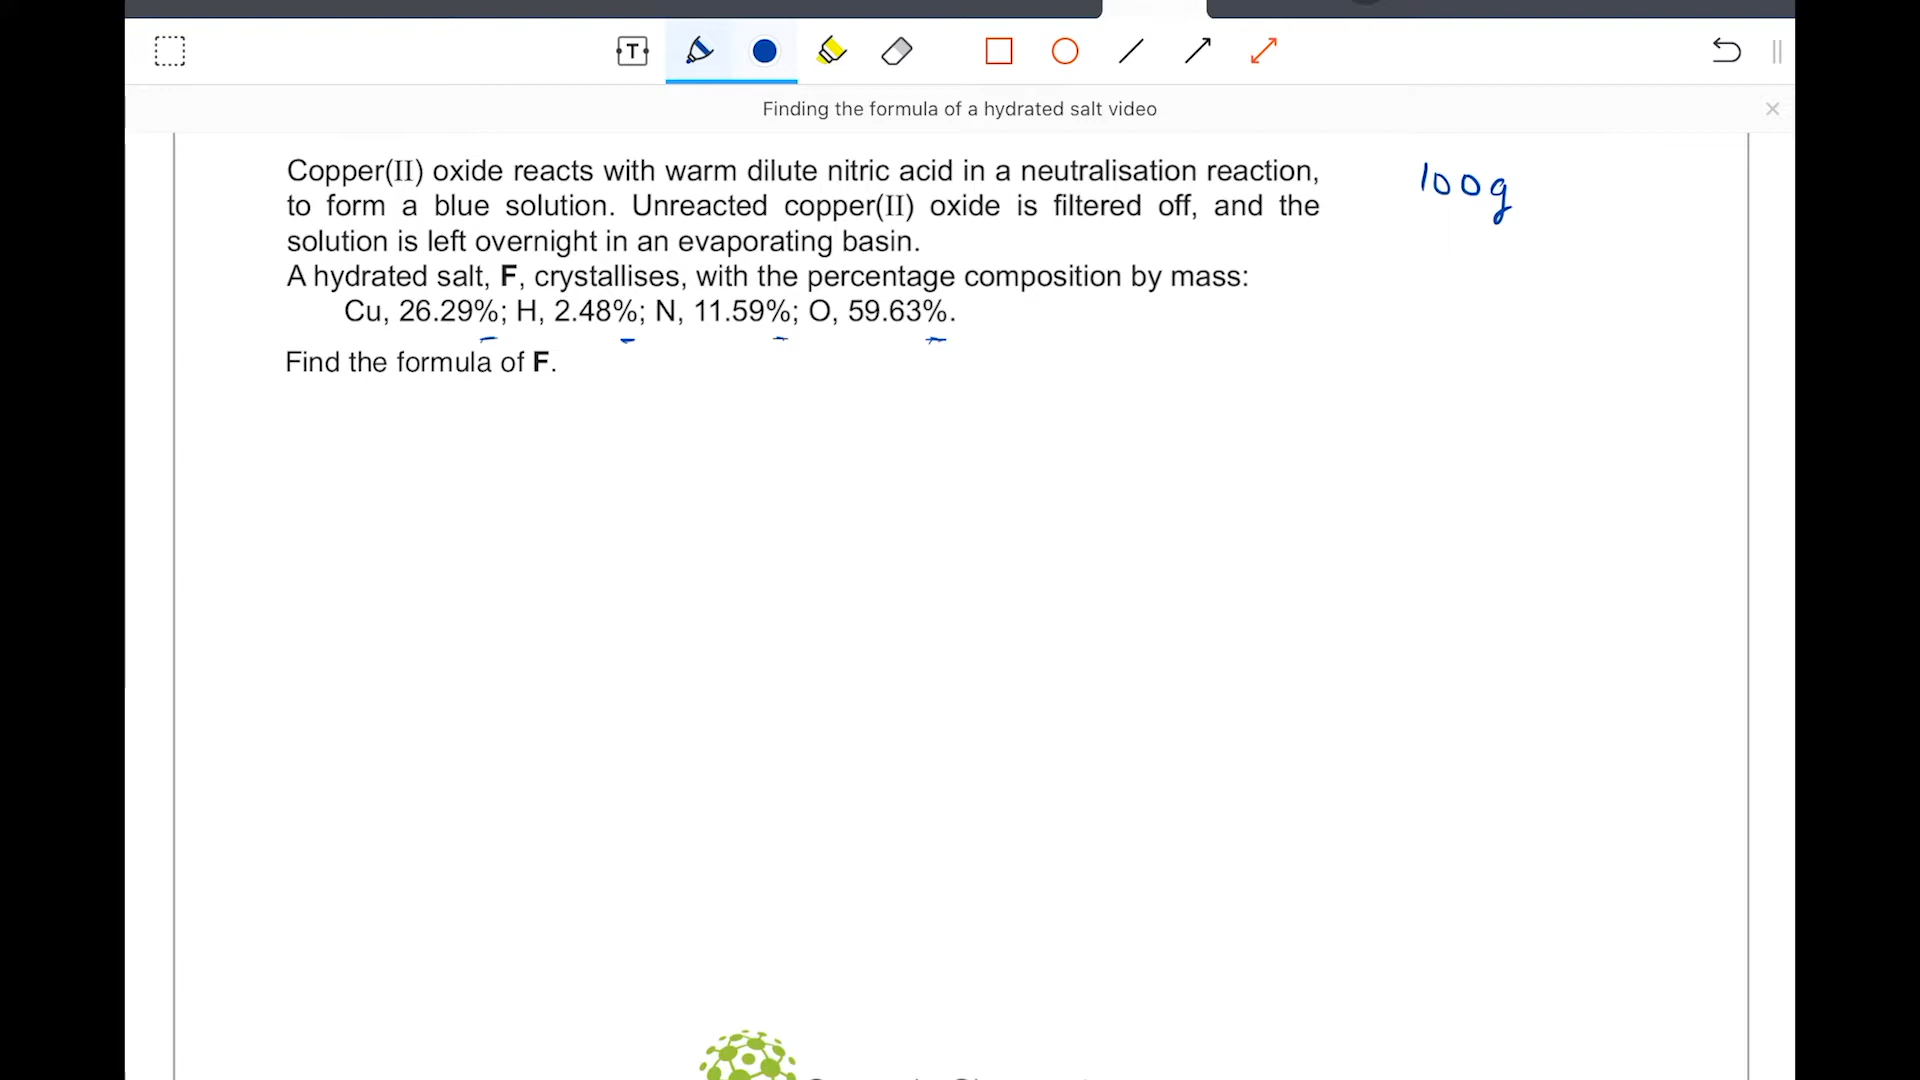 T
Finding the formula of a hydrated salt video
Copper(II) oxide reacts with warm dilute nitric acid in a neutralisation reaction,
to form a blue solution. Unreacted copper(II) oxide is filtered off, and the
solution is left overnight in an evaporating basin.
A hydrated salt, F, crystallises, with the percentage composition by mass:
Cu, 26.29%; H, 2.48%; N, 11.59%; O, 59.63%.
Find the formula of F.
100g